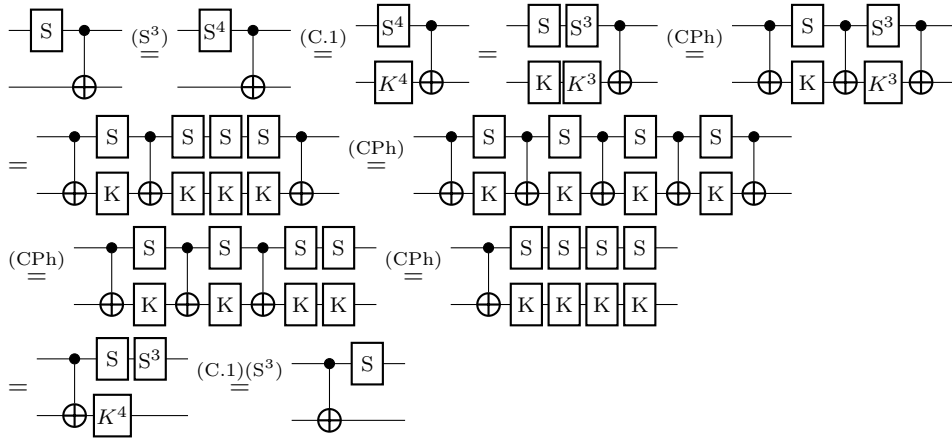 S (S³) = S⁴ (C.1) = S⁴ K⁴ = S S³ K K³ (CPh) = S S³ K K³
= S S S S K K K K (CPh) = S S S S K K K K
(CPh) = S S S S K K K K (CPh) = S S S S K K K K
= S S³ K⁴ (C.1)(S³) = S